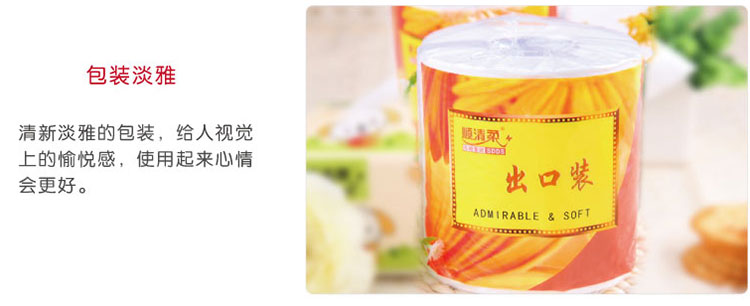 包装淡雅
清新淡雅的包装，给人视觉
上的愉悦感，使用起来心情
会更好。
顺清柔
出口装
ADMIRABLE & SOFT